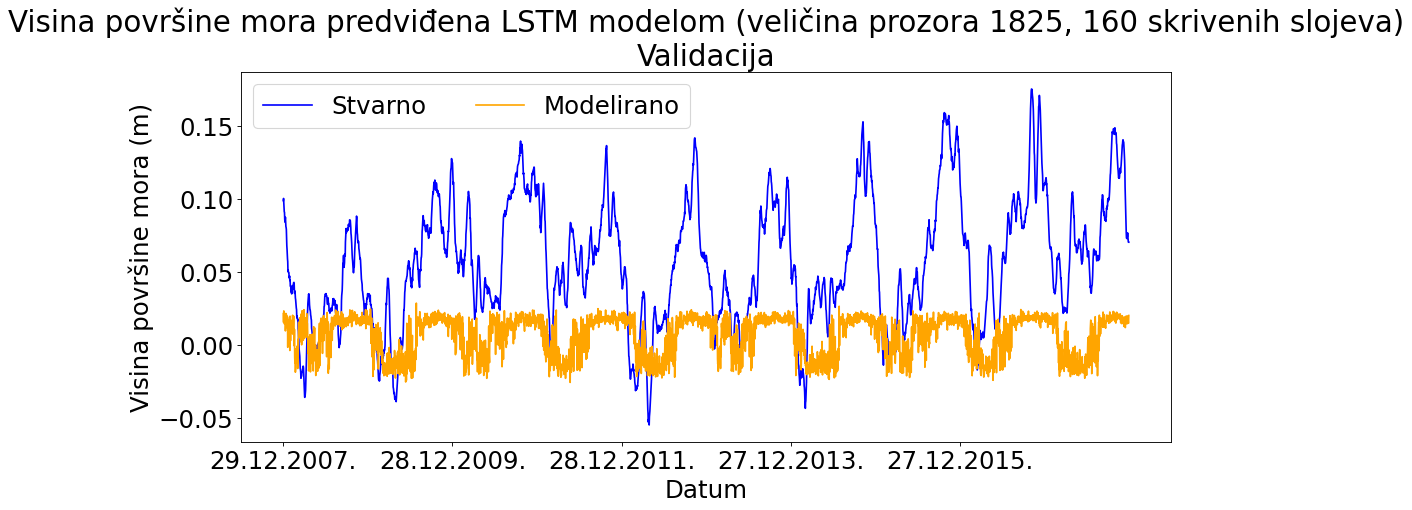 Visina površine mora predviđena LSTM modelom (veličina prozora 1825, 160 skrivenih slojeva)
Validacija
Stvarno Modelirano
Visina površine mora (m)
0.15
0.10
0.05
0.00
−0.05
29.12.2007. 28.12.2009. 28.12.2011. 27.12.2013. 27.12.2015.
Datum